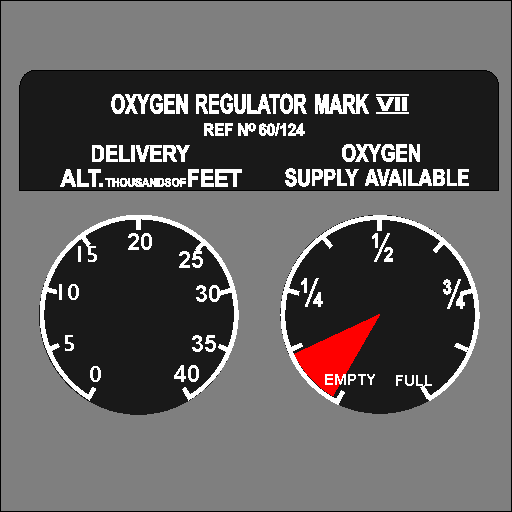 OXYGEN REGULATOR MARK VII
REF Nº 60/124
DELIVERY
ALT. THOUSANDS OF FEET
OXYGEN
SUPPLY AVAILABLE
0
5
10
15
20
25
30
35
40
EMPTY
1/4
1/2
3/4
FULL